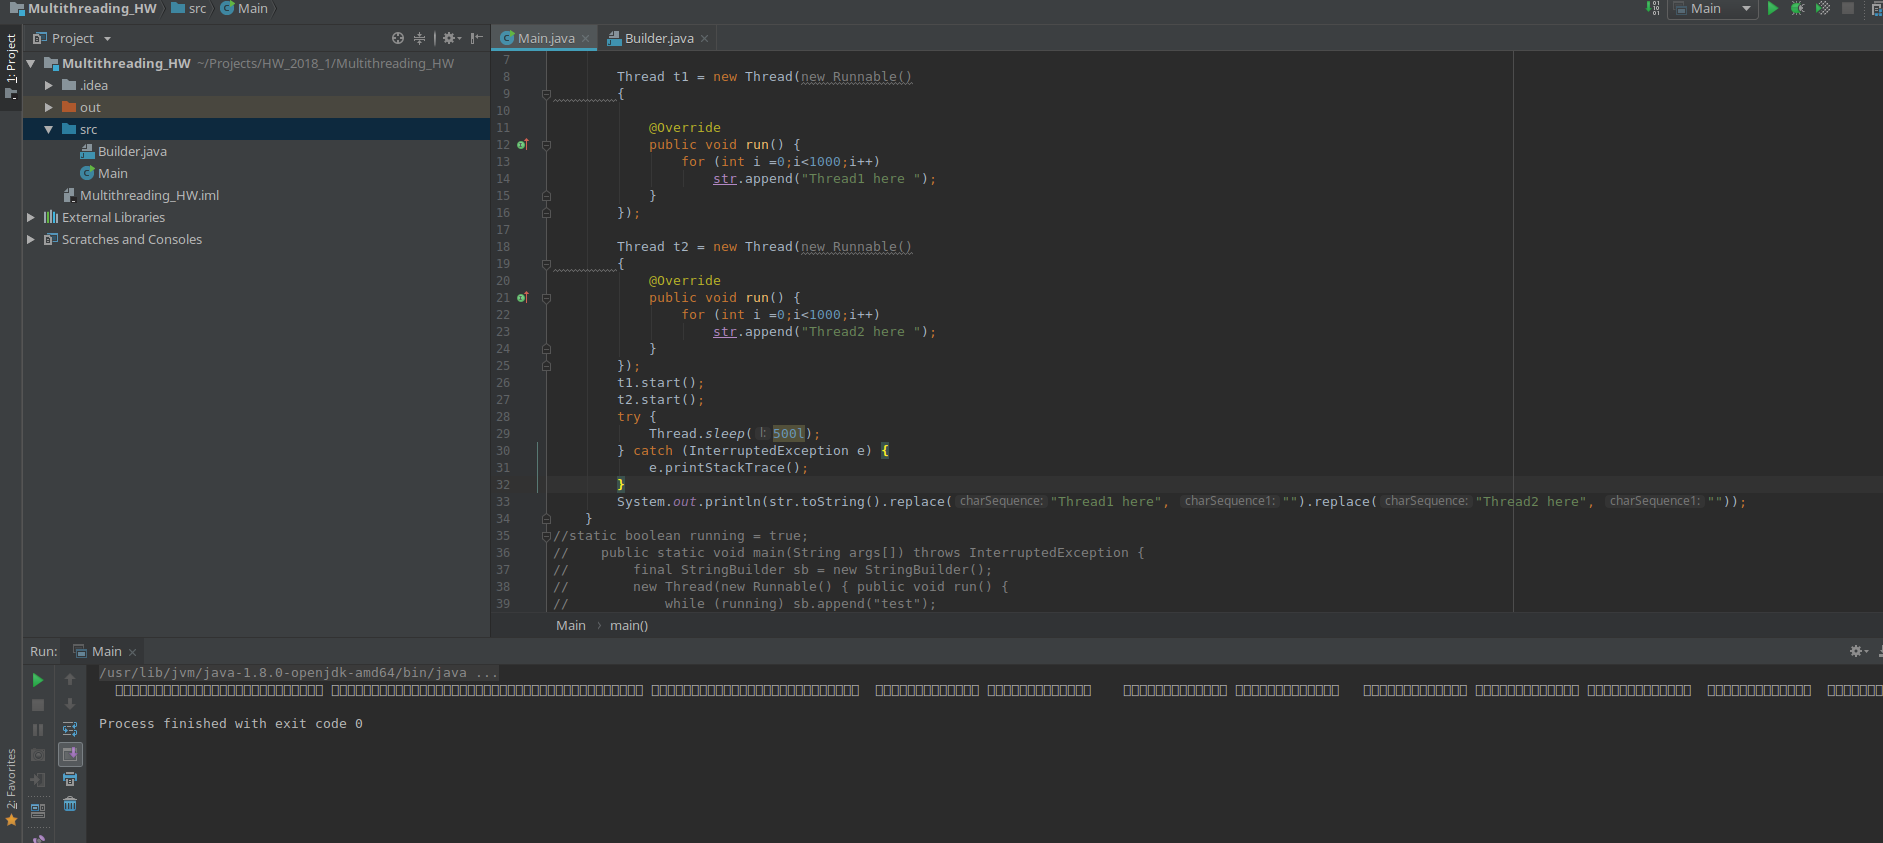 Multithreading_HW src Main
Main
1: Project
Project
Main.java Builder.java
Multithreading_HW ~/Projects/HW_2018_1/Multithreading_HW
.idea
out
src
Builder.java
Main
Multithreading_HW.iml
External Libraries
Scratches and Consoles
7
8 Thread t1 = new Thread(new Runnable()
9 {
10
11 @Override
12 public void run() {
13 for (int i =0;i<1000;i++)
14 str.append("Thread1 here ");
15 }
16 });
17
18 Thread t2 = new Thread(new Runnable()
19 {
20 @Override
21 public void run() {
22 for (int i =0;i<1000;i++)
23 str.append("Thread2 here ");
24 }
25 });
26 t1.start();
27 t2.start();
28 try {
29 Thread.sleep( l: 500l);
30 } catch (InterruptedException e) {
31 e.printStackTrace();
32 }
33 System.out.println(str.toString().replace( charSequence: "Thread1 here", charSequence1: "").replace( charSequence: "Thread2 here", charSequence1: ""));
34 }
35 //static boolean running = true;
36 // public static void main(String args[]) throws InterruptedException {
37 // final StringBuilder sb = new StringBuilder();
38 // new Thread(new Runnable() { public void run() {
39 // while (running) sb.append("test");
Main main()
Run: Main
/usr/lib/jvm/java-1.8.0-openjdk-amd64/bin/java ...
Process finished with exit code 0
2: Favorites